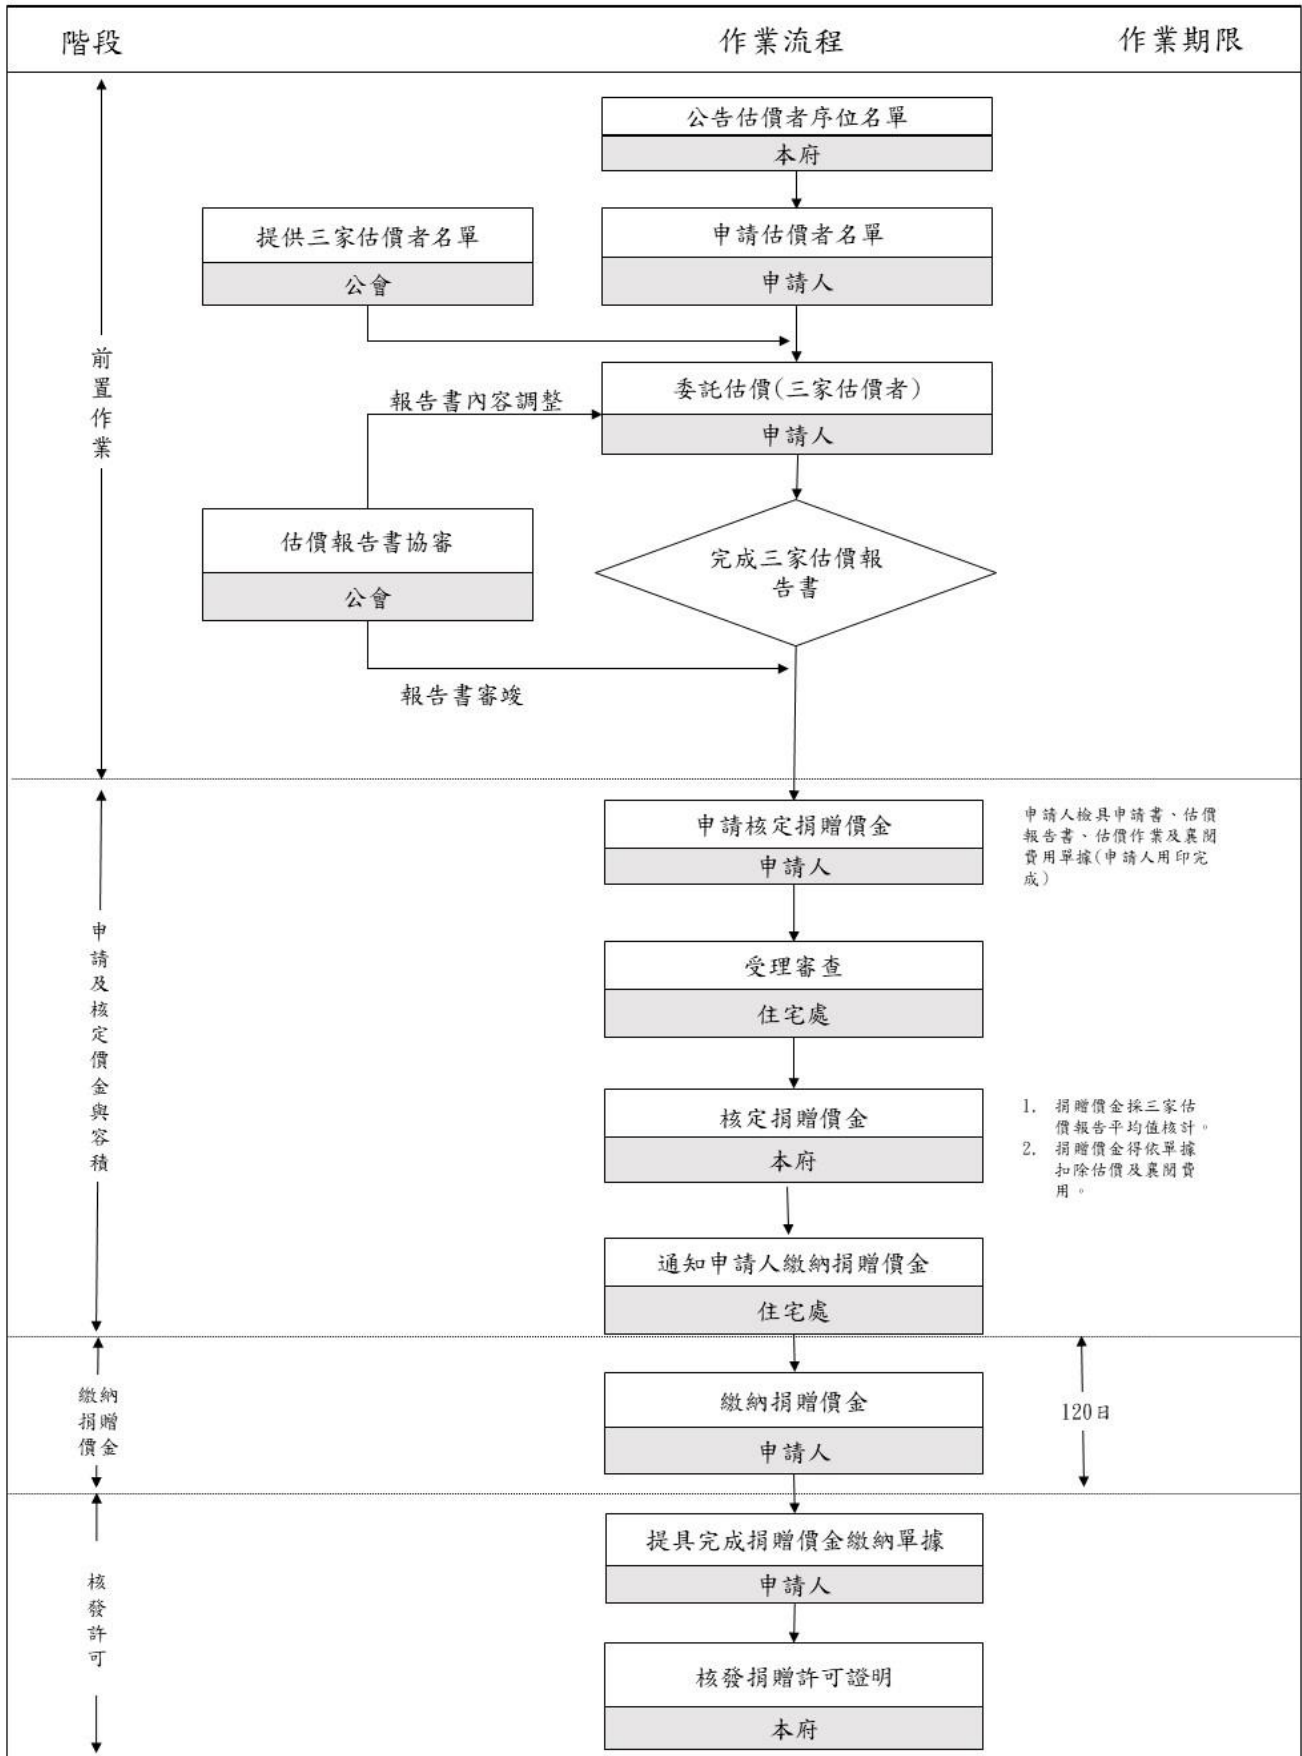 階段
作業流程
作業期限
公告估價者序位名單
本府
提供三家估價者名單
公會
申請估價者名單
申請人
前
置
作
業
報告書內容調整
委託估價(三家估價者)
申請人
估價報告書協審
公會
完成三家估價報
告書
報告書審竣
申請核定捐贈價金
申請人
申請人檢具申請書、估價
報告書、估價作業及襄閱
費用單據(申請人用印完
成)
申
請
及
核
定
價
金
與
容
積
受理審查
住宅處
核定捐贈價金
本府
1. 捐贈價金採三家估
價報告平均值核計。
2. 捐贈價金得依單據
扣除估價及襄閱費
用。
通知申請人繳納捐贈價金
住宅處
繳納
捐贈
價金
繳納捐贈價金
申請人
120日
核
發
許
可
提具完成捐贈價金繳納單據
申請人
核發捐贈許可證明
本府